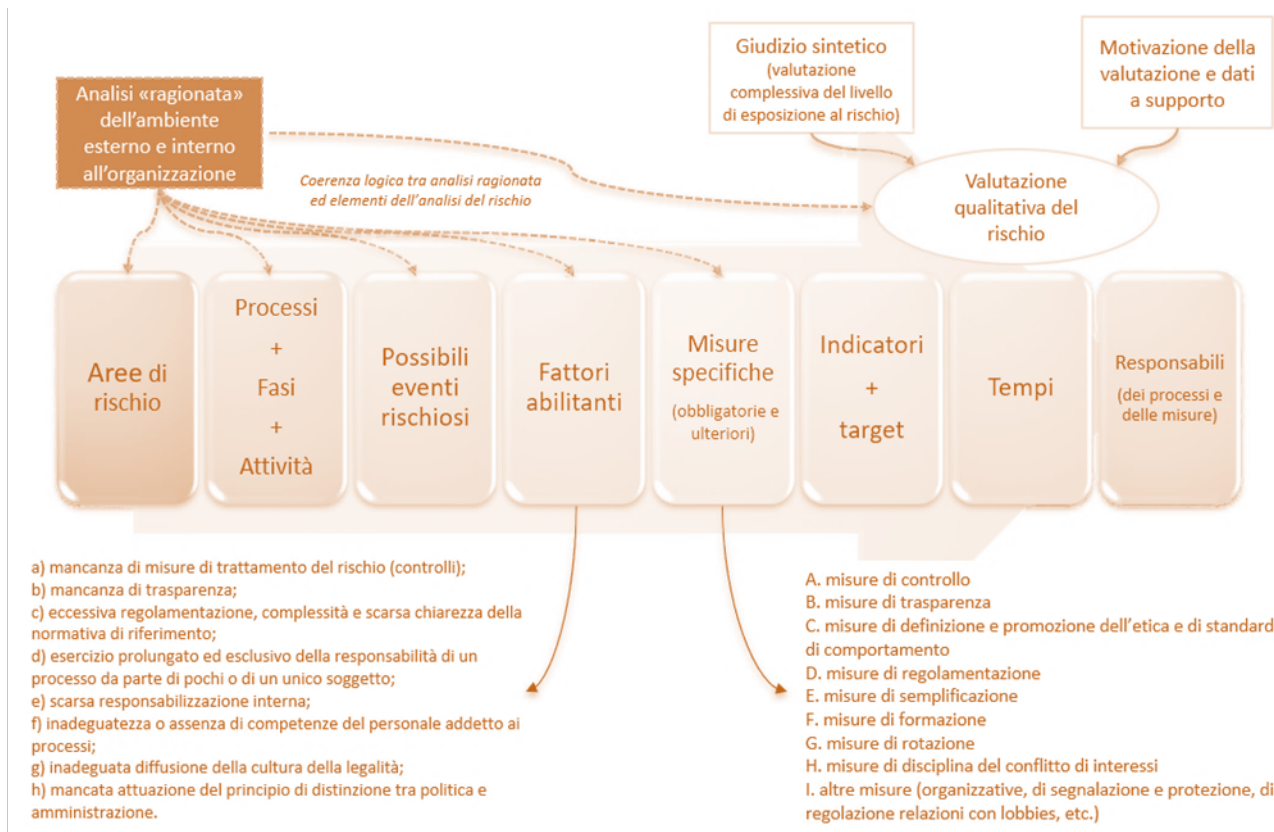 Giudizio sintetico
(valutazione
complessiva del livello
di esposizione al rischio)
Motivazione della
valutazione e dati
a supporto
Analisi «ragionata»
dell’ambiente
esterno e interno
all’organizzazione
Coerenza logica tra analisi ragionata
ed elementi dell’analisi del rischio
Valutazione
qualitativa del
rischio
Aree di
rischio
Processi
+
Fasi
+
Attività
Possibili
eventi
rischiosi
Fattori
abilitanti
Misure
specifiche
(obbligatorie e
ulteriori)
Indicatori
+
target
Tempi
Responsabili
(dei processi e
delle misure)
a) mancanza di misure di trattamento del rischio (controlli);
b) mancanza di trasparenza;
c) eccessiva regolamentazione, complessità e scarsa chiarezza della
normativa di riferimento;
d) esercizio prolungato ed esclusivo della responsabilità di un
processo da parte di pochi o di un unico soggetto;
e) scarsa responsabilizzazione interna;
f) inadeguatezza o assenza di competenze del personale addetto ai
processi;
g) inadeguata diffusione della cultura della legalità;
h) mancata attuazione del principio di distinzione tra politica e
amministrazione.
A. misure di controllo
B. misure di trasparenza
C. misure di definizione e promozione dell’etica e di standard
di comportamento
D. misure di regolamentazione
E. misure di semplificazione
F. misure di formazione
G. misure di rotazione
H. misure di disciplina del conflitto di interessi
I. altre misure (organizzative, di segnalazione e protezione, di
regolazione relazioni con lobbies, etc.)